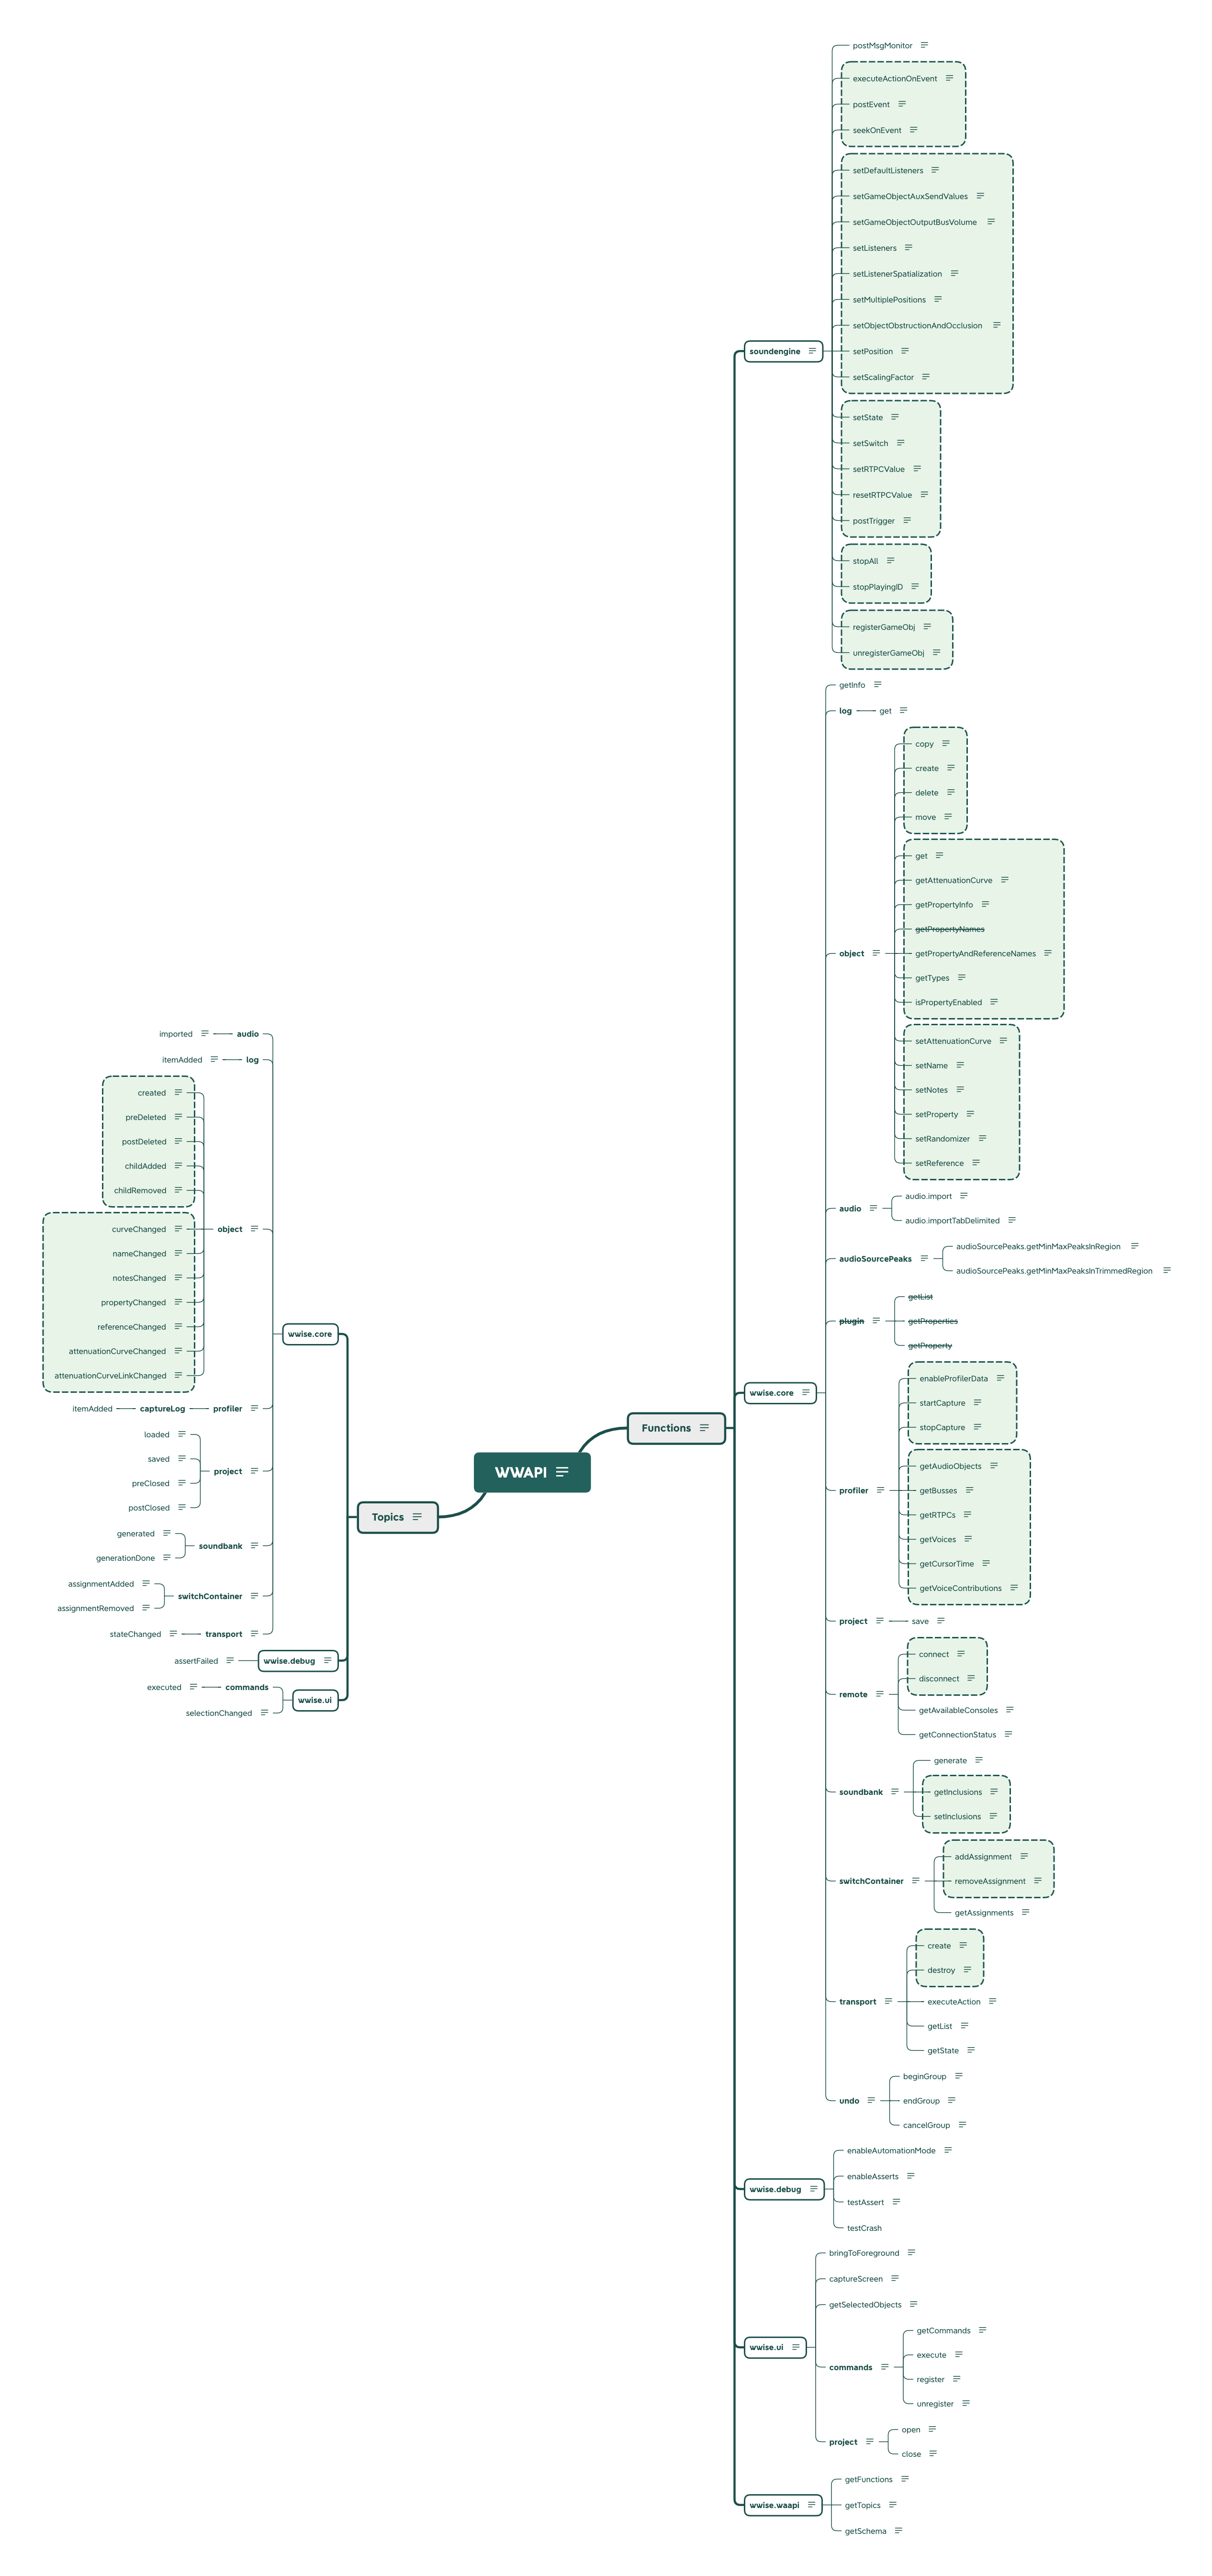 WWAPI
Functions
soundengine
postMsgMonitor
executeActionOnEvent
postEvent
seekOnEvent
setDefaultListeners
setGameObjectAuxSendValues
setGameObjectOutputBusVolume
setListeners
setListenerSpatialization
setMultiplePositions
setObjectObstructionAndOcclusion
setPosition
setScalingFactor
setState
setSwitch
setRTPCValue
resetRTPCValue
postTrigger
stopAll
stopPlayingID
registerGameObj
unregisterGameObj
wwise.core
getInfo
log
get
object
copy
create
delete
move
get
getAttenuationCurve
getPropertyInfo
getPropertyNames
getPropertyAndReferenceNames
getTypes
isPropertyEnabled
setAttenuationCurve
setName
setNotes
setProperty
setRandomizer
setReference
audio
audio.import
audio.importTabDelimited
audioSourcePeaks
audioSourcePeaks.getMinMaxPeaksInRegion
audioSourcePeaks.getMinMaxPeaksInTrimmedRegion
plugin
getList
getProperties
getProperty
profiler
enableProfilerData
startCapture
stopCapture
getAudioObjects
getBusses
getRTPCs
getVoices
getCursorTime
getVoiceContributions
project
save
remote
connect
disconnect
getAvailableConsoles
getConnectionStatus
soundbank
generate
getInclusions
setInclusions
switchContainer
addAssignment
removeAssignment
getAssignments
transport
create
destroy
executeAction
getList
getState
undo
beginGroup
endGroup
cancelGroup
wwise.debug
enableAutomationMode
enableAsserts
testAssert
testCrash
wwise.ui
bringToForeground
captureScreen
getSelectedObjects
commands
getCommands
execute
register
unregister
project
open
close
wwise.waapi
getFunctions
getTopics
getSchema
Topics
wwise.core
audio
imported
log
itemAdded
object
created
preDeleted
postDeleted
childAdded
childRemoved
curveChanged
nameChanged
notesChanged
propertyChanged
referenceChanged
attenuationCurveChanged
attenuationCurveLinkChanged
profiler
captureLog
itemAdded
project
loaded
saved
preClosed
postClosed
soundbank
generated
generationDone
switchContainer
assignmentAdded
assignmentRemoved
transport
stateChanged
wwise.debug
assertFailed
wwise.ui
commands
executed
selectionChanged